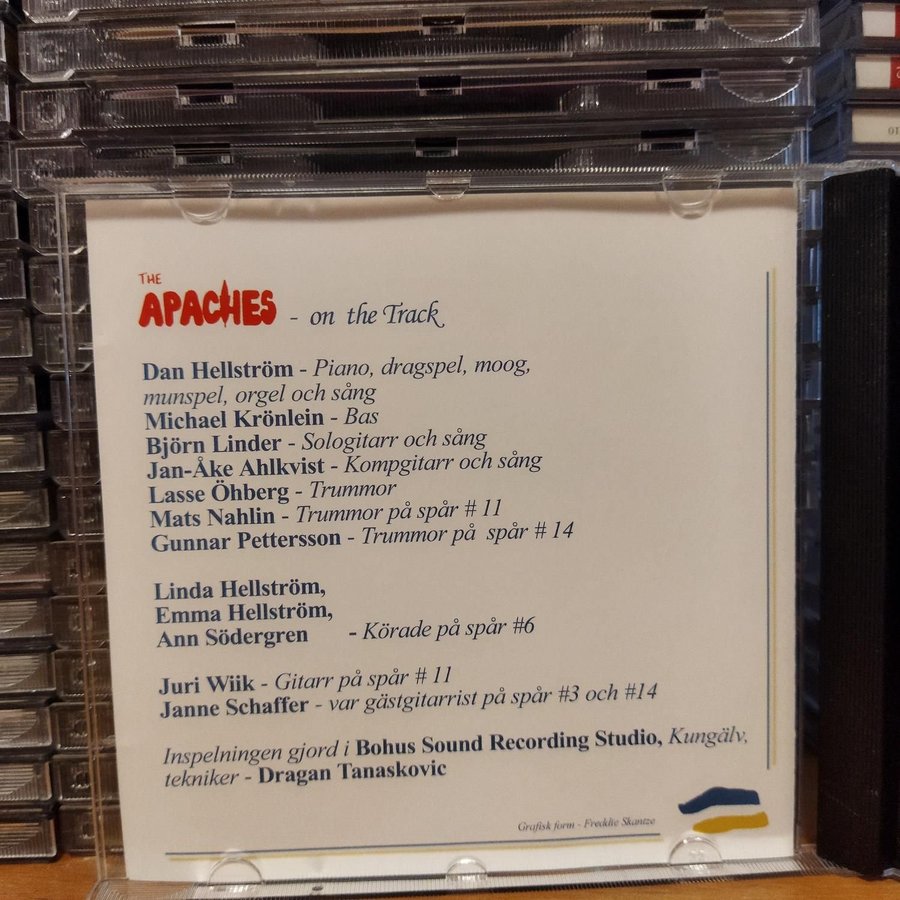 THE
APACHES - on the Track
Dan Hellström - Piano, dragspel, moog,
munspel, orgel och sång
Michael Krönlein - Bas
Björn Linder - Sologitarr och sång
Jan-Åke Ahlkvist - Kompgitarr och sång
Lasse Öhberg - Trummor
Mats Nahlin - Trummor på spår # 11
Gunnar Pettersson - Trummor på spår # 14
Linda Hellström,
Emma Hellström,
Ann Södergren - Körade på spår #6
Juri Wiik - Gitarr på spår # 11
Janne Schaffer - var gästgitarrist på spår #3 och #14
Inspelningen gjord i Bohus Sound Recording Studio, Kungälv,
tekniker - Dragan Tanaskovic
Grafisk form - Freddie Skantze